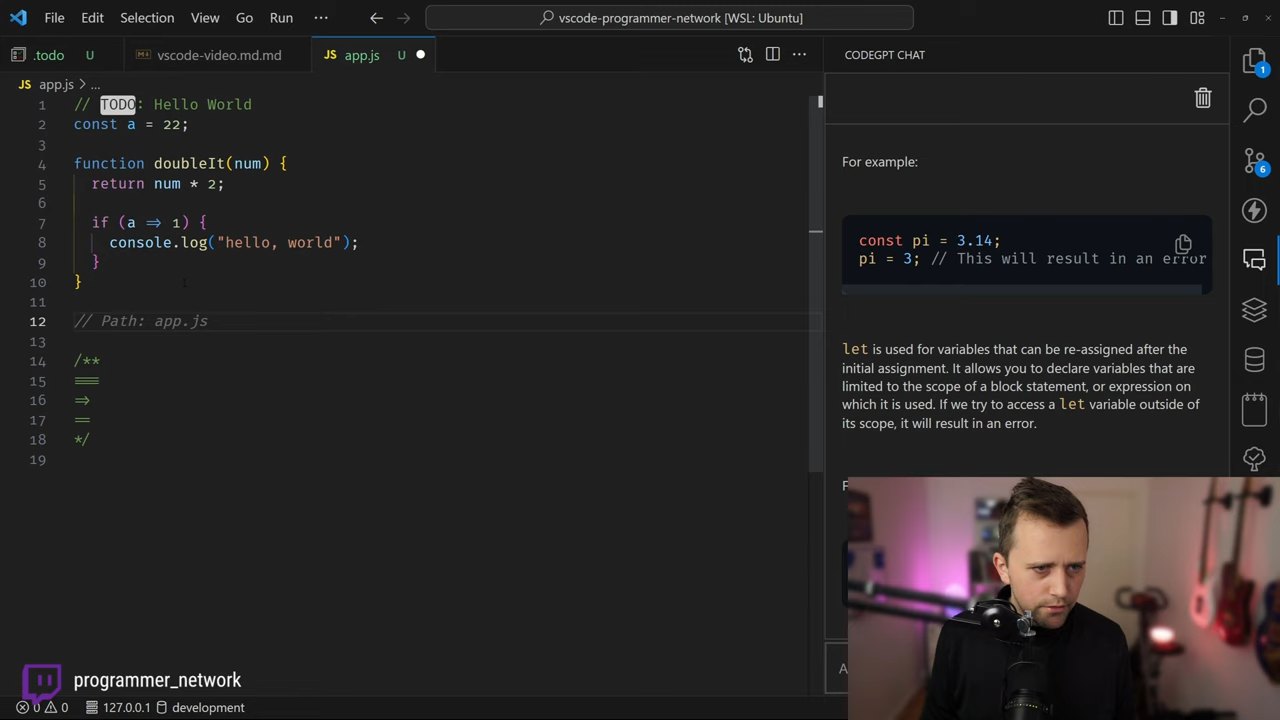 File Edit Selection View Go Run ··· vscode-programmer-network [WSL: Ubuntu]
.todo U vscode-video.md.md JS app.js U
CODEGPT CHAT
JS app.js > ...
1 // TODO: Hello World
2 const a = 22;
3
4 function doubleIt(num) {
5 return num * 2;
6
7 if (a => 1) {
8 console.log("hello, world");
9 }
10 }
11
12 // Path: app.js
13
14 /**
15 ===
16 =>
17 ==
18 */
19
For example:
const pi = 3.14;
pi = 3; // This will result in an error
let is used for variables that can be re-assigned after the
initial assignment. It allows you to declare variables that are
limited to the scope of a block statement, or expression on
which it is used. If we try to access a let variable outside of
its scope, it will result in an error.
1
6
programmer_network
0 0 127.0.0.1 development